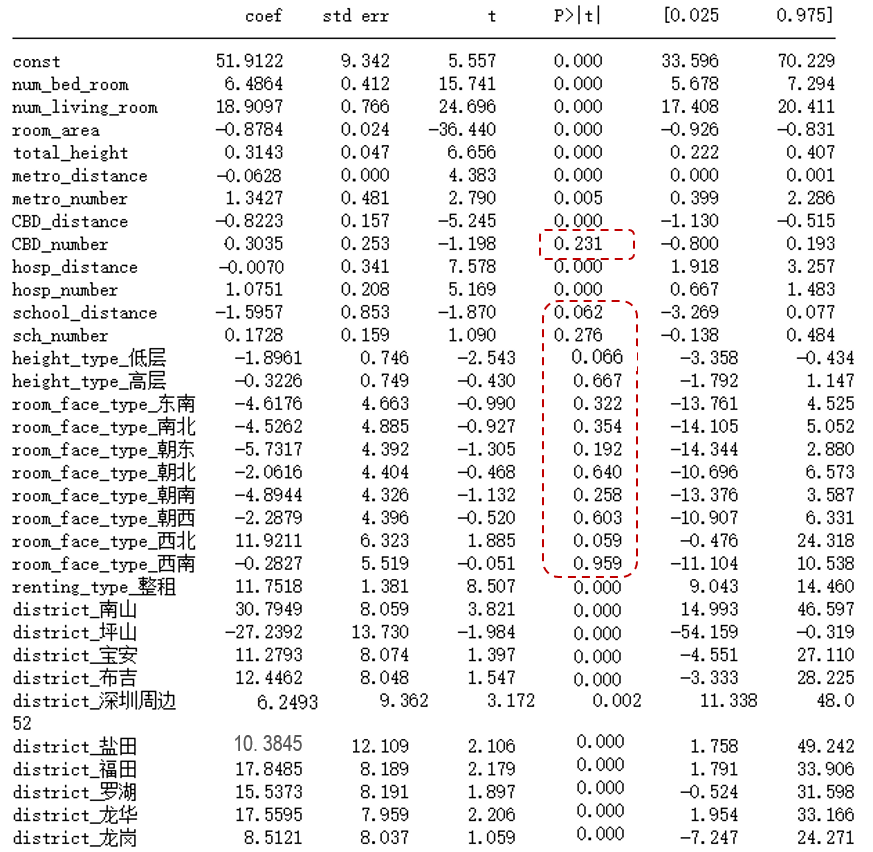 coef std err t P>|t| [0.025 0.975]
const 51.9122 9.342 5.557 0.000 33.596 70.229
num_bed_room 6.4864 0.412 15.741 0.000 5.678 7.294
num_living_room 18.9097 0.766 24.696 0.000 17.408 20.411
room_area -0.8784 0.024 -36.440 0.000 -0.926 -0.831
total_height 0.3143 0.047 6.656 0.000 0.222 0.407
metro_distance -0.0628 0.000 4.383 0.000 0.000 0.001
metro_number 1.3427 0.481 2.790 0.005 0.399 2.286
CBD_distance -0.8223 0.157 -5.245 0.000 -1.130 -0.515
CBD_number 0.3035 0.253 -1.198 0.231 -0.800 0.193
hosp_distance -0.0070 0.341 7.578 0.000 1.918 3.257
hosp_number 1.0751 0.208 5.169 0.000 0.667 1.483
school_distance -1.5957 0.853 -1.870 0.062 -3.269 0.077
sch_number 0.1728 0.159 1.090 0.276 -0.138 0.484
height_type_低层 -1.8961 0.746 -2.543 0.066 -3.358 -0.434
height_type_高层 -0.3226 0.749 -0.430 0.667 -1.792 1.147
room_face_type_东南 -4.6176 4.663 -0.990 0.322 -13.761 4.525
room_face_type_南北 -4.5262 4.885 -0.927 0.354 -14.105 5.052
room_face_type_朝东 -5.7317 4.392 -1.305 0.192 -14.344 2.880
room_face_type_朝北 -2.0616 4.404 -0.468 0.640 -10.696 6.573
room_face_type_朝南 -4.8944 4.326 -1.132 0.258 -13.376 3.587
room_face_type_朝西 -2.2879 4.396 -0.520 0.603 -10.907 6.331
room_face_type_西北 11.9211 6.323 1.885 0.059 -0.476 24.318
room_face_type_西南 -0.2827 5.519 -0.051 0.959 -11.104 10.538
renting_type_整租 11.7518 1.381 8.507 0.000 9.043 14.460
district_南山 30.7949 8.059 3.821 0.000 14.993 46.597
district_坪山 -27.2392 13.730 -1.984 0.000 -54.159 -0.319
district_宝安 11.2793 8.074 1.397 0.000 -4.551 27.110
district_布吉 12.4462 8.048 1.547 0.000 -3.333 28.225
district_深圳周边 6.2493 9.362 3.172 0.002 11.338 48.0
52
district_盐田 10.3845 12.109 2.106 0.000 1.758 49.242
district_福田 17.8485 8.189 2.179 0.000 1.791 33.906
district_罗湖 15.5373 8.191 1.897 0.000 -0.524 31.598
district_龙华 17.5595 7.959 2.206 0.000 1.954 33.166
district_龙岗 8.5121 8.037 1.059 0.000 -7.247 24.271